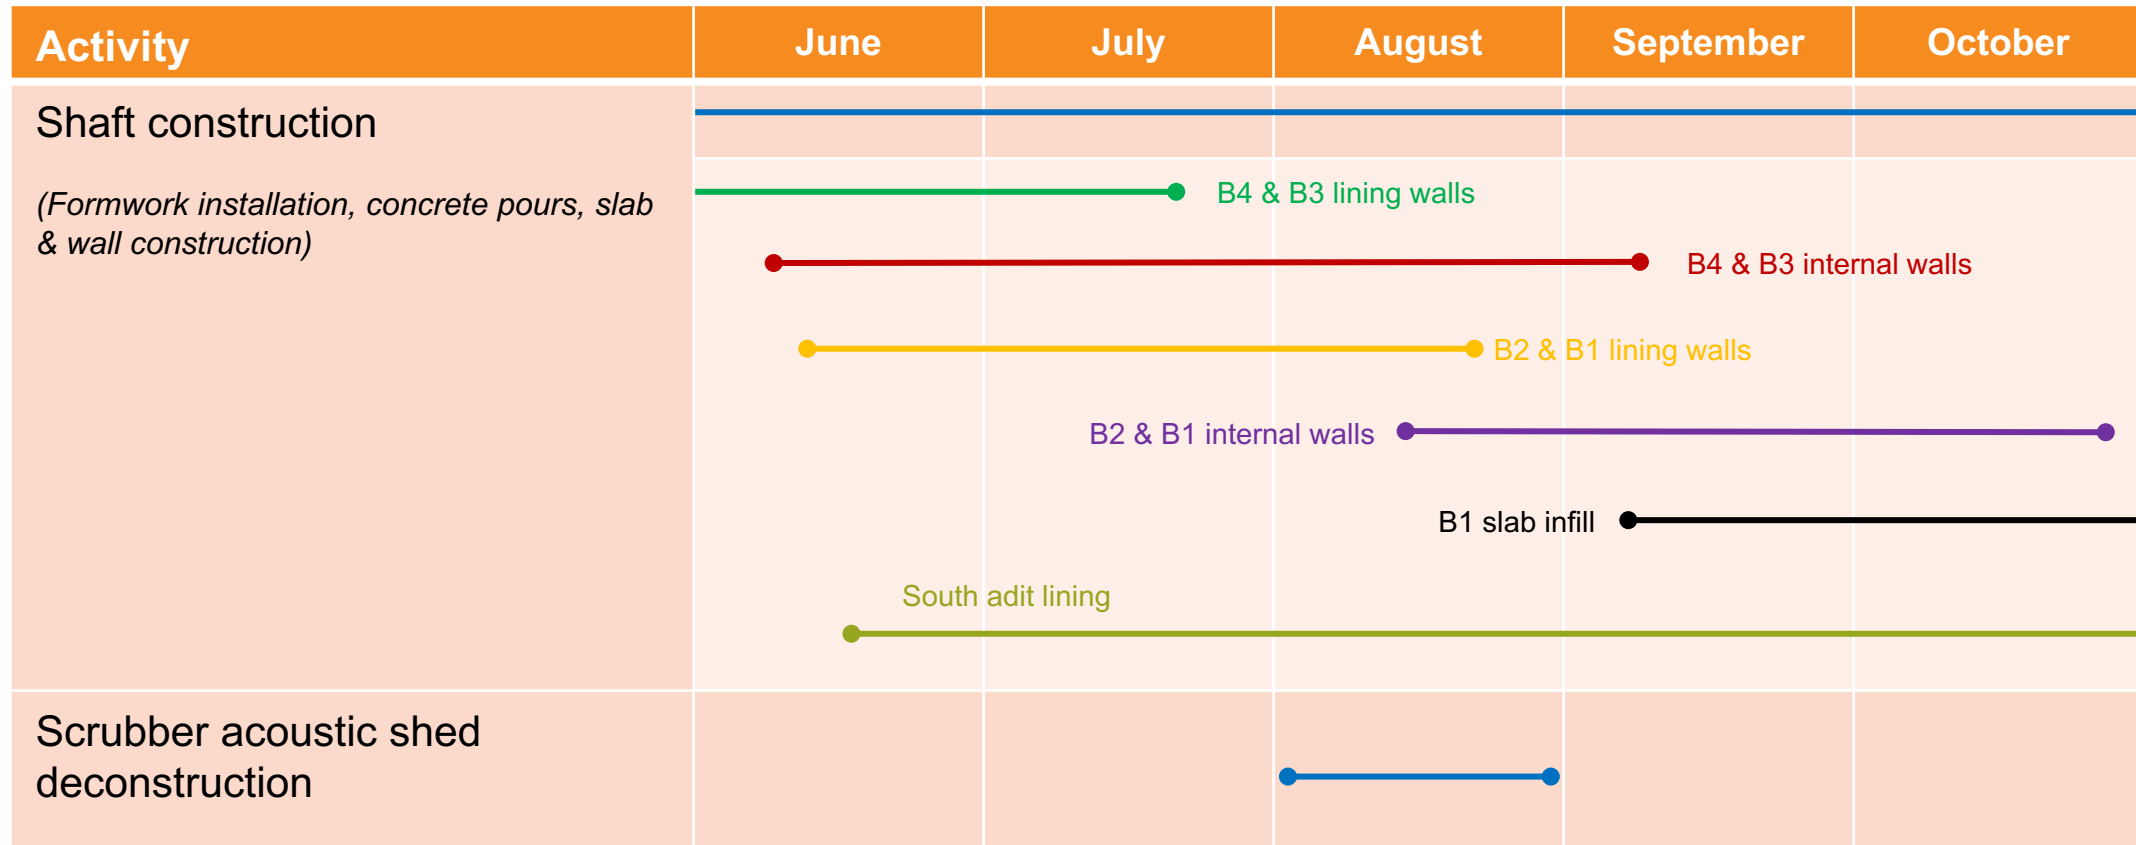 Activity June July August September October
Shaft construction
(Formwork installation, concrete pours, slab
& wall construction)
B4 & B3 lining walls
B4 & B3 internal walls
B2 & B1 lining walls
B2 & B1 internal walls
B1 slab infill
South adit lining
Scrubber acoustic shed
deconstruction